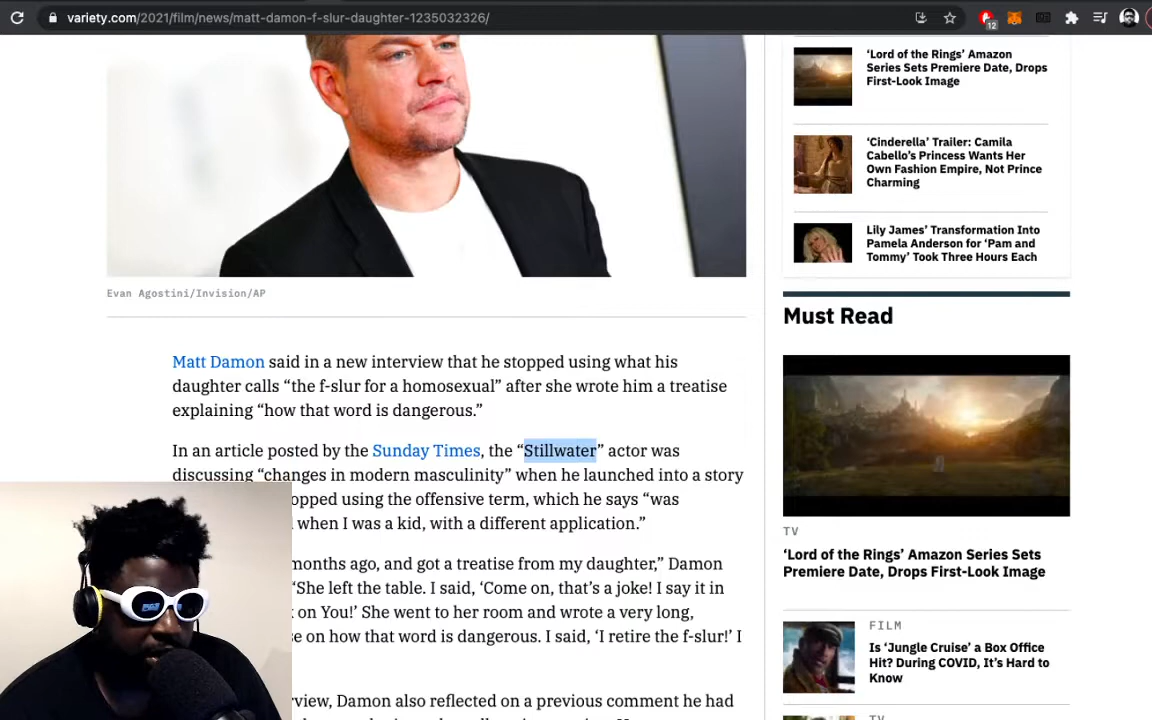 variety.com/2021/film/news/matt-damon-f-slur-daughter-1235032326/
12
Evan Agostini/Invision/AP
Matt Damon said in a new interview that he stopped using what his
daughter calls “the f-slur for a homosexual” after she wrote him a treatise
explaining “how that word is dangerous.”
In an article posted by the Sunday Times, the “Stillwater” actor was
discussing “changes in modern masculinity” when he launched into a story
opped using the offensive term, which he says “was
when I was a kid, with a different application.”
months ago, and got a treatise from my daughter,” Damon
‘She left the table. I said, ‘Come on, that’s a joke! I say it in
on You!’ She went to her room and wrote a very long,
se on how that word is dangerous. I said, ‘I retire the f-slur!’ I
rview, Damon also reflected on a previous comment he had
‘Lord of the Rings’ Amazon
Series Sets Premiere Date, Drops
First-Look Image
‘Cinderella’ Trailer: Camila
Cabello’s Princess Wants Her
Own Fashion Empire, Not Prince
Charming
Lily James’ Transformation Into
Pamela Anderson for ‘Pam and
Tommy’ Took Three Hours Each
Must Read
TV
‘Lord of the Rings’ Amazon Series Sets
Premiere Date, Drops First-Look Image
FILM
Is ‘Jungle Cruise’ a Box Office
Hit? During COVID, It’s Hard to
Know
TV